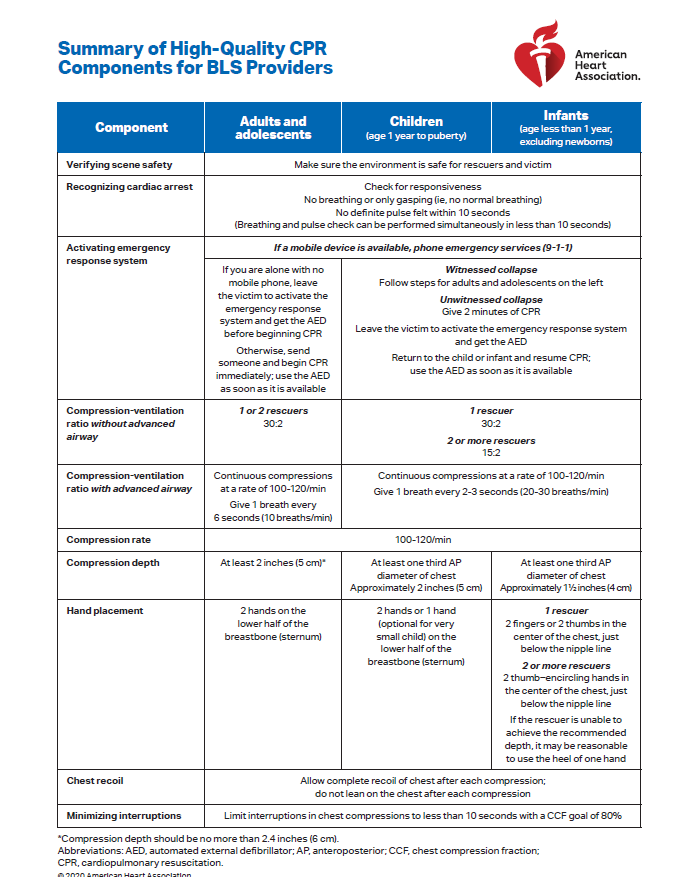 Summary of High-Quality CPR
Components for BLS Providers
American
Heart
Association.
Component
Adults and
adolescents
Children
(age 1 year to puberty)
Infants
(age less than 1 year,
excluding newborns)
Verifying scene safety
Make sure the environment is safe for rescuers and victim
Recognizing cardiac arrest
Check for responsiveness
No breathing or only gasping (ie, no normal breathing)
No definite pulse felt within 10 seconds
(Breathing and pulse check can be performed simultaneously in less than 10 seconds)
Activating emergency
response system
If a mobile device is available, phone emergency services (9-1-1)
If you are alone with no
mobile phone, leave
the victim to activate the
emergency response
system and get the AED
before beginning CPR
Otherwise, send
someone and begin CPR
immediately; use the AED
as soon as it is available
Witnessed collapse
Follow steps for adults and adolescents on the left
Unwitnessed collapse
Give 2 minutes of CPR
Leave the victim to activate the emergency response system
and get the AED
Return to the child or infant and resume CPR;
use the AED as soon as it is available
Compression-ventilation
ratio without advanced
airway
1 or 2 rescuers
30:2
1 rescuer
30:2
2 or more rescuers
15:2
Compression-ventilation
ratio with advanced airway
Continuous compressions
at a rate of 100-120/min
Give 1 breath every
6 seconds (10 breaths/min)
Continuous compressions at a rate of 100-120/min
Give 1 breath every 2-3 seconds (20-30 breaths/min)
Compression rate
100-120/min
Compression depth
At least 2 inches (5 cm)*
At least one third AP
diameter of chest
Approximately 2 inches (5 cm)
At least one third AP
diameter of chest
Approximately 1½ inches (4 cm)
Hand placement
2 hands on the
lower half of the
breastbone (sternum)
2 hands or 1 hand
(optional for very
small child) on the
lower half of the
breastbone (sternum)
1 rescuer
2 fingers or 2 thumbs in the
center of the chest, just
below the nipple line
2 or more rescuers
2 thumb–encircling hands in
the center of the chest, just
below the nipple line
If the rescuer is unable to
achieve the recommended
depth, it may be reasonable
to use the heel of one hand
Chest recoil
Allow complete recoil of chest after each compression;
do not lean on the chest after each compression
Minimizing interruptions
Limit interruptions in chest compressions to less than 10 seconds with a CCF goal of 80%
*Compression depth should be no more than 2.4 inches (6 cm).
Abbreviations: AED, automated external defibrillator; AP, anteroposterior; CCF, chest compression fraction;
CPR, cardiopulmonary resuscitation.
© 2020 American Heart Association